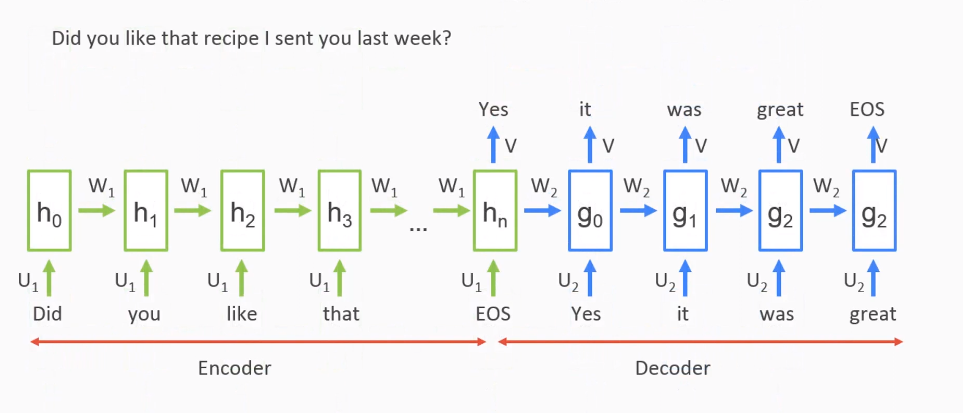 Did you like that recipe I sent you last week?
Yes it was great EOS
V V V V V
W₁ W₁ W₁ W₁ W₁ W₂ W₂ W₂ W₂
h₀ h₁ h₂ h₃ ... hₙ g₀ g₁ g₂ g₂
U₁ U₁ U₁ U₁ U₁ U₂ U₂ U₂ U₂
Did you like that EOS Yes it was great
Encoder Decoder